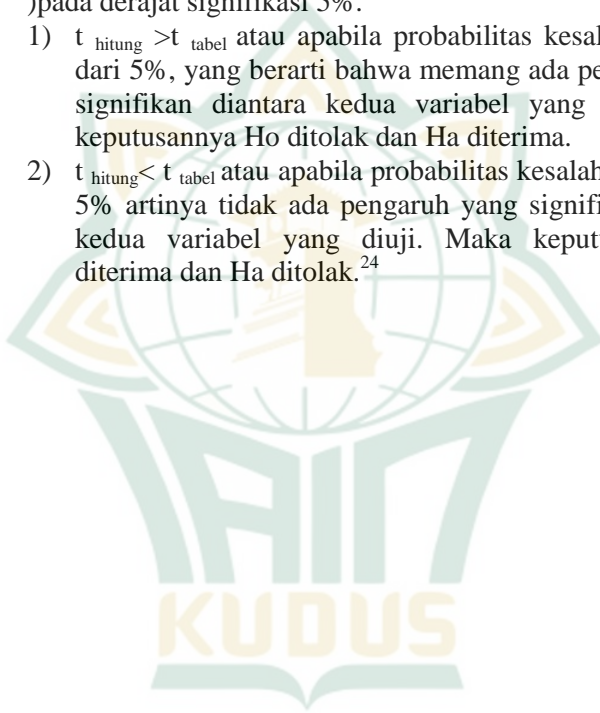 )pada derajat signifikasi 5%.
1) t hitung >t tabel atau apabila probabilitas kesal
dari 5%, yang berarti bahwa memang ada pe
signifikan diantara kedua variabel yang
keputusannya Ho ditolak dan Ha diterima.
2) t hitung< t tabel atau apabila probabilitas kesalah
5% artinya tidak ada pengaruh yang signifi
kedua variabel yang diuji. Maka keput
diterima dan Ha ditolak.24
IAIN
KUDUS